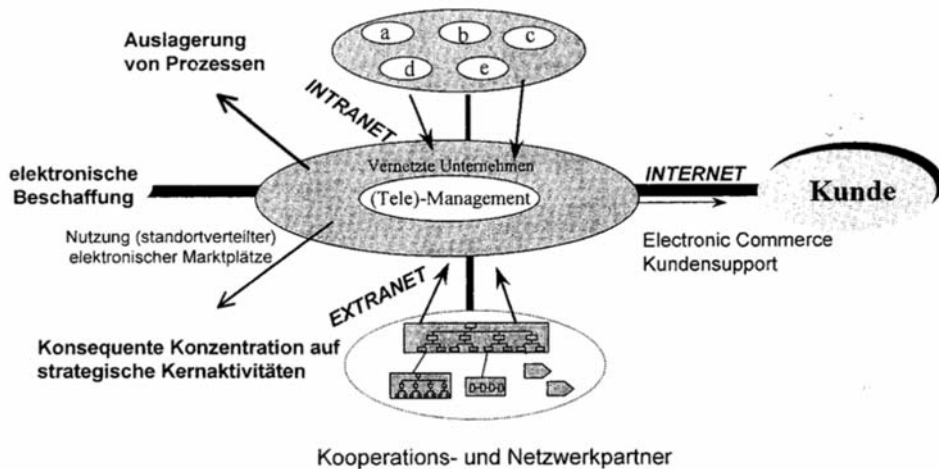 a
b
c
d
e
Auslagerung
von Prozessen
INTRANET
Vernetzte Unternehmen
(Tele)-Management
elektronische
Beschaffung
INTERNET
Kunde
Nutzung (standortverteilter)
elektronischer Marktplätze
Electronic Commerce
Kundensupport
EXTRANET
Konsequente Konzentration auf
strategische Kernaktivitäten
D-D-D-D
Kooperations- und Netzwerkpartner